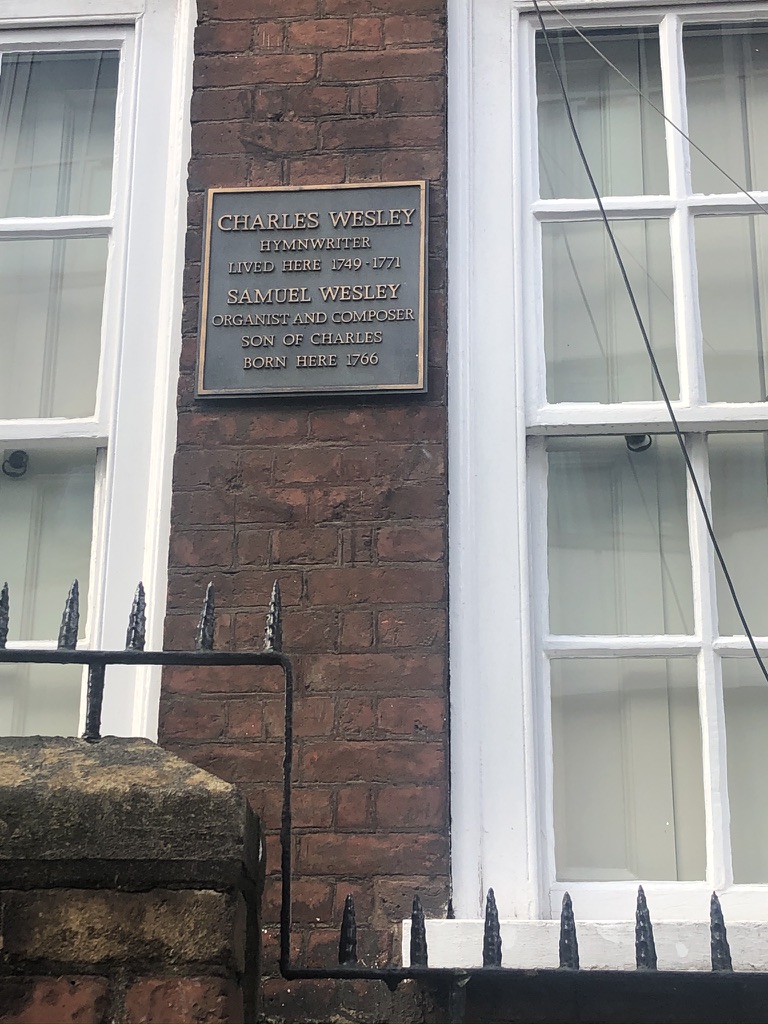 CHARLES WESLEY
HYMNWRITER
LIVED HERE 1749-1771
SAMUEL WESLEY
ORGANIST AND COMPOSER
SON OF CHARLES
BORN HERE 1766